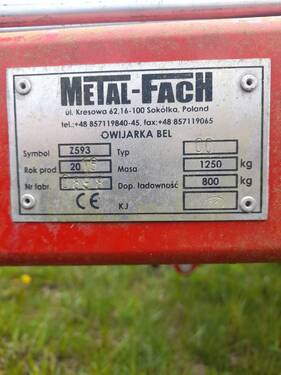 METAL-FACH
ul. Kresowa 62,16-100 Sokółka, Poland
tel.:+48 857119840-45, fax:+48 857119065
OWIJARKA BEL
Symbol Z593 Typ
Rok prod 20 Masa 1250 kg
Nr fabr. Dop. ładowność 800 kg
CE KJ